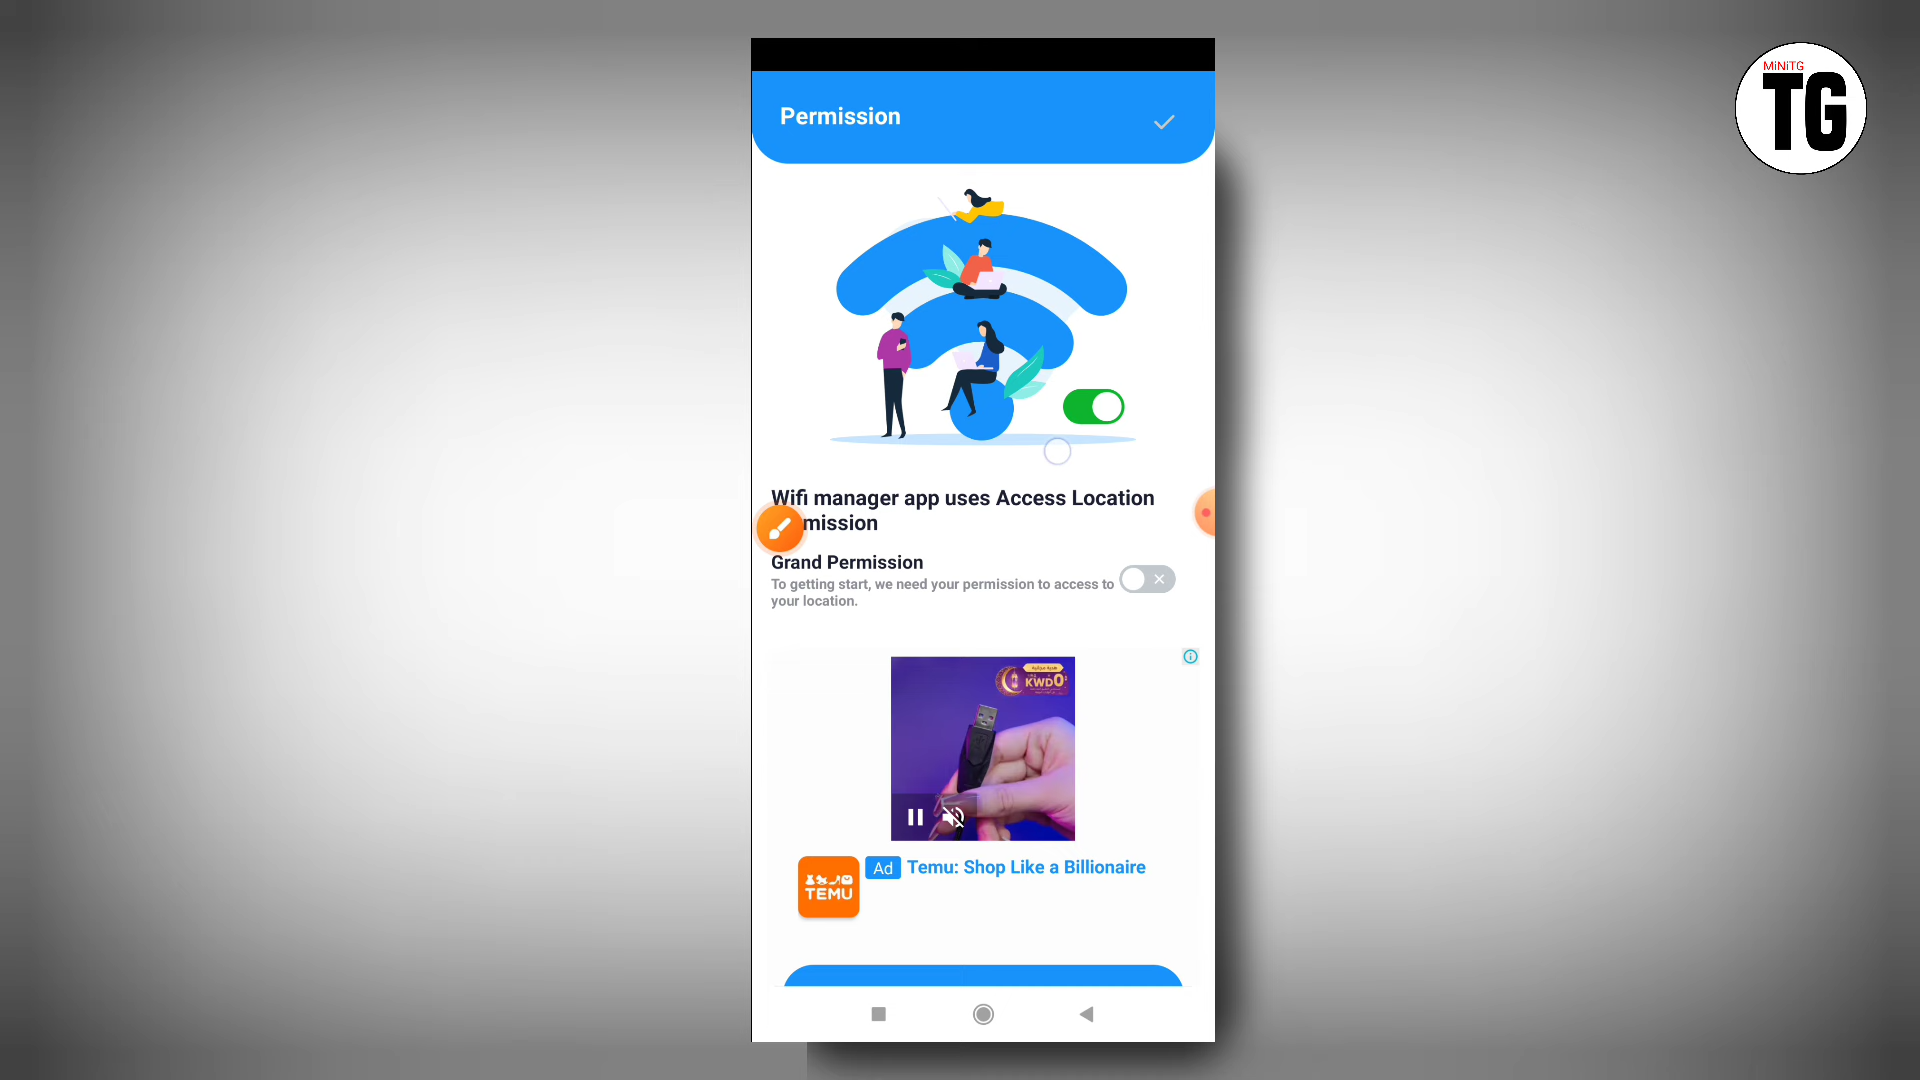 MiNiTG
TG
Permission
Wifi manager app uses Access Location
mission
Grand Permission
To getting start, we need your permission to access to
your location.
KWD0
Ad Temu: Shop Like a Billionaire
TEMU